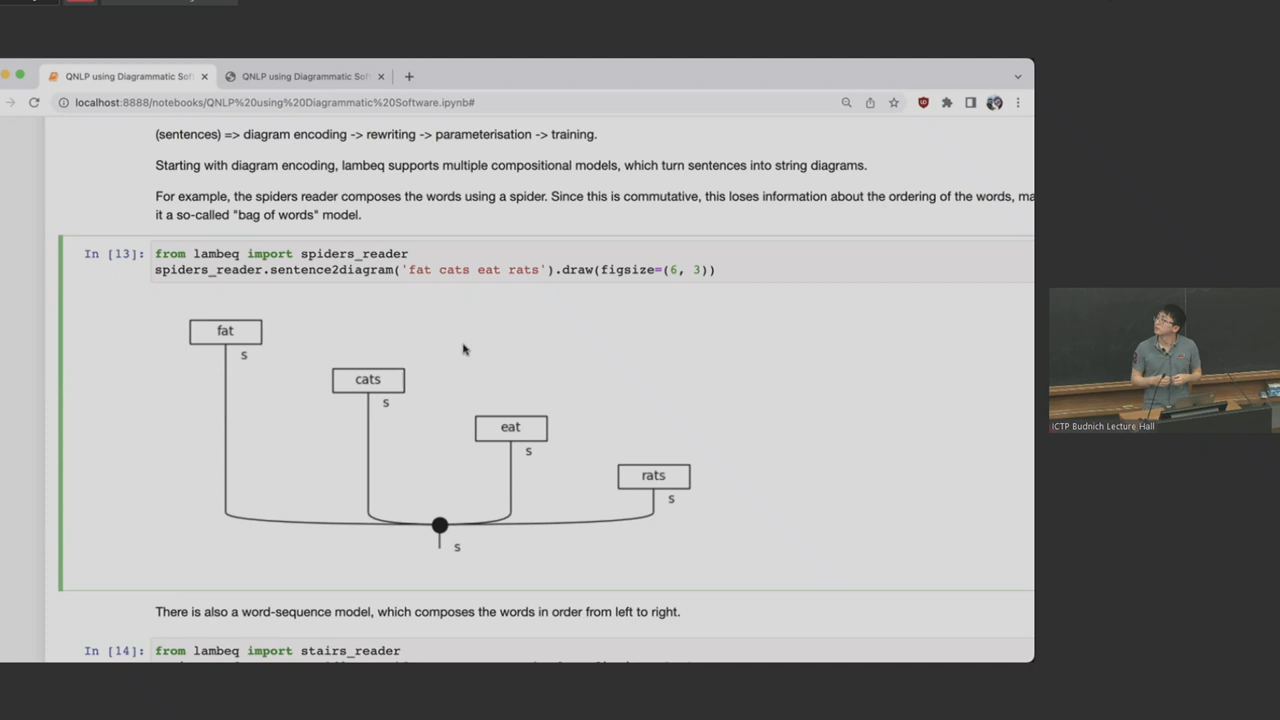 QNLP using Diagrammatic Sof
QNLP using Diagrammatic Sof
localhost:8888/notebooks/QNLP%20using%20Diagrammatic%20Software.ipynb#
(sentences) => diagram encoding -> rewriting -> parameterisation -> training.
Starting with diagram encoding, lambeq supports multiple compositional models, which turn sentences into string diagrams.
For example, the spiders reader composes the words using a spider. Since this is commutative, this loses information about the ordering of the words, ma
it a so-called "bag of words" model.
In [13]: from lambeq import spiders_reader
spiders_reader.sentence2diagram('fat cats eat rats').draw(figsize=(6, 3))
fat
s
cats
s
eat
s
rats
s
s
There is also a word-sequence model, which composes the words in order from left to right.
In [14]: from lambeq import stairs_reader
ICTP Budnich Lecture Hall